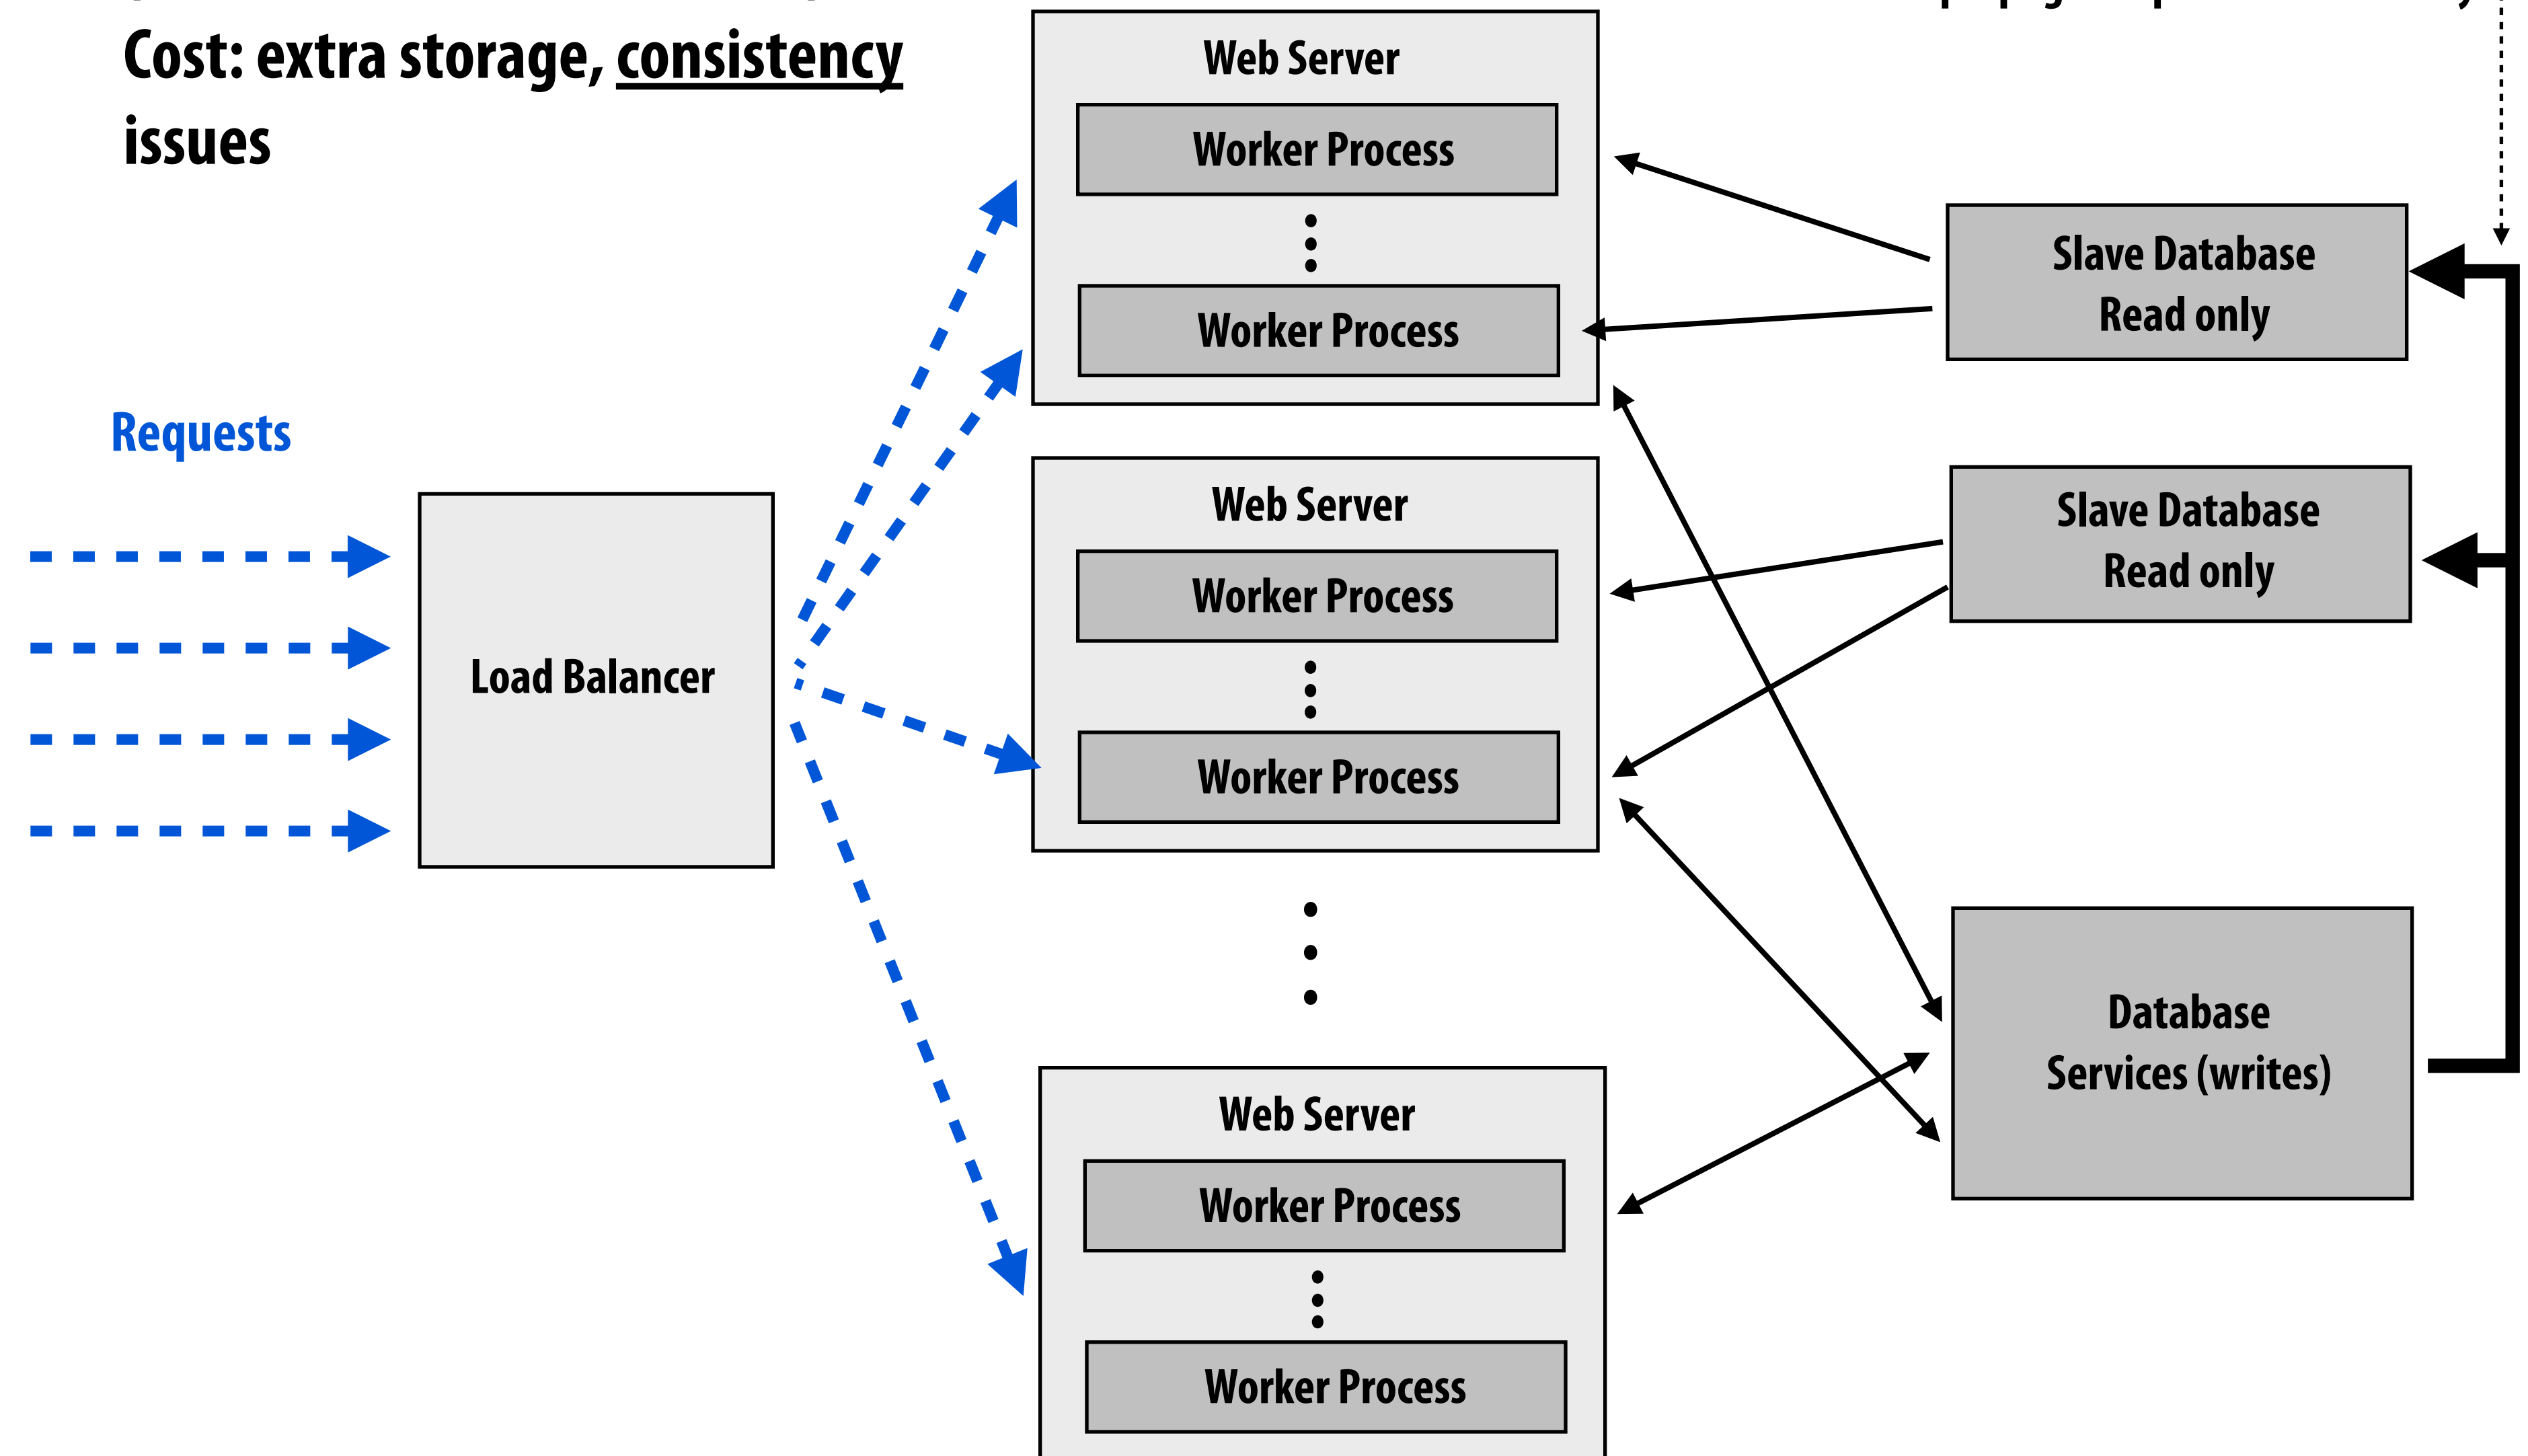 Cost: extra storage, consistency
issues
Requests
Load Balancer
Web Server
Worker Process
Worker Process
Web Server
Worker Process
Worker Process
Web Server
Worker Process
Worker Process
Slave Database
Read only
Slave Database
Read only
Database
Services (writes)